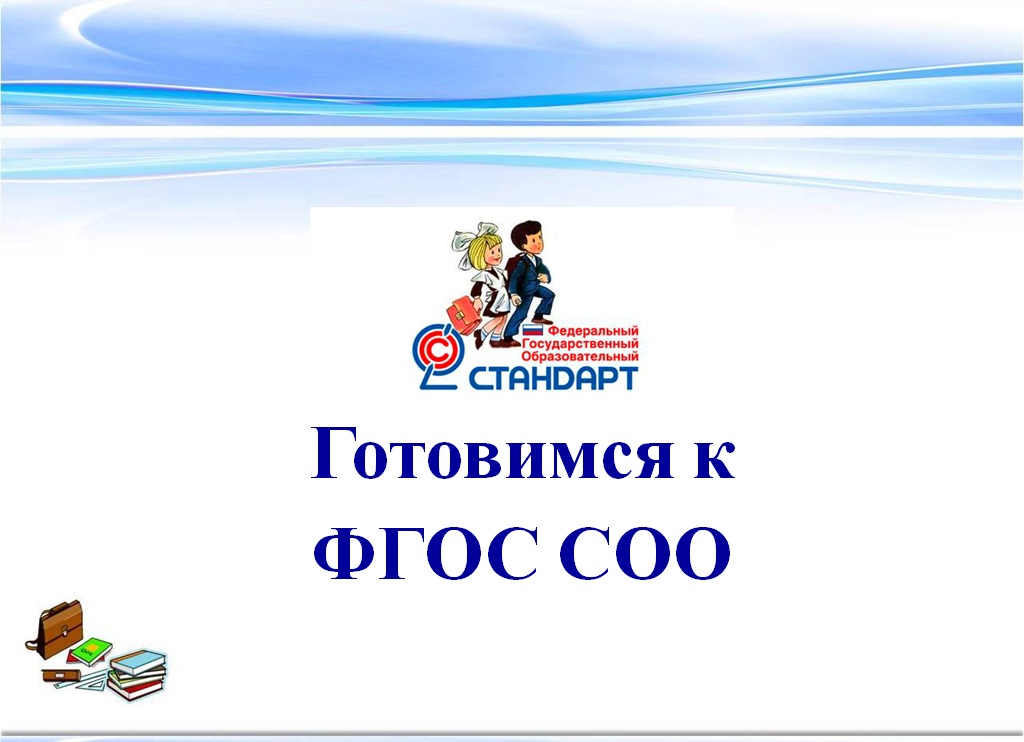 Федеральный
Государственный
Образовательный
СТАНДАРТ
Готовимся к
ФГОС СОО